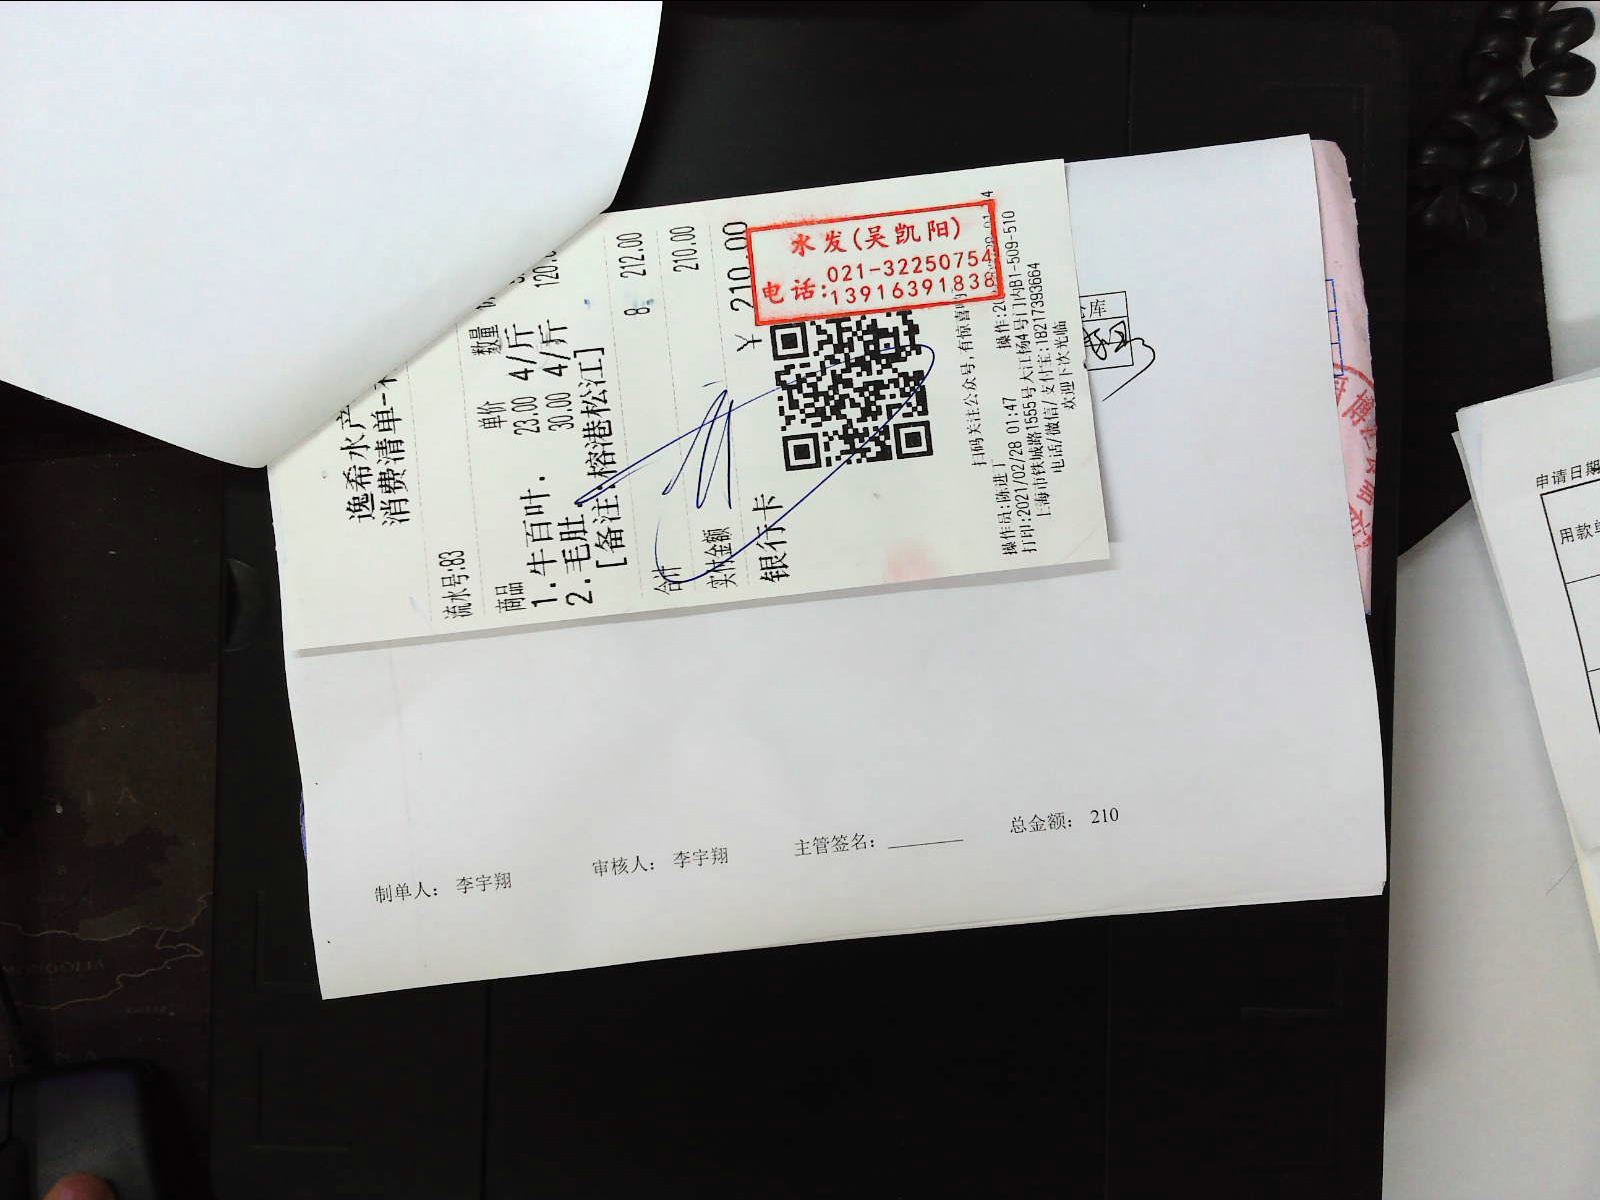 逸希水产
消费清单-
流水号:83
商品 单价 数量
1.牛百叶. 23.00 4/斤
2.毛肚. 30.00 4/斤 120.
[备注:榕港松江]
合计 8. 212.00
210.00
实付金额
银行卡 ￥ 210.00
水发(吴凯阳)
电话:021-32250754
13916391838
扫码关注公众号,有惊喜
操作员:陈进丁 操作:
打印:2021/02/28 01:47
上海市铁城路1555号大江杨4号门内B1-509-510
电话/微信/支付宝:18217393664
欢迎下次光临
库
制单人: 李宇翔 审核人: 李宇翔 主管签名: 总金额: 210
申请日期
用款单